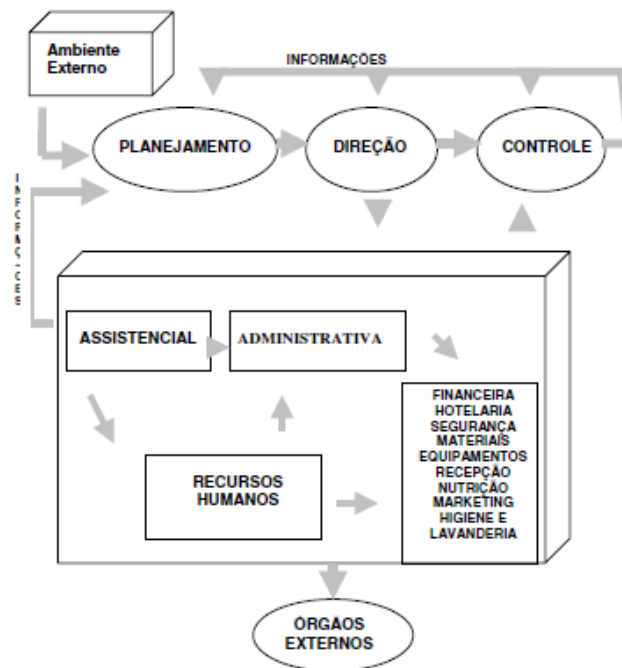 Ambiente
Externo
INFORMAÇÕES
PLANEJAMENTO
DIREÇÃO
CONTROLE
ASSISTENCIAL
ADMINISTRATIVA
RECURSOS
HUMANOS
FINANCEIRA
HOTELARIA
SEGURANÇA
MATERIAIS
EQUIPAMENTOS
RECEPÇÃO
NUTRIÇÃO
MARKETING
HIGIENE E
LAVANDERIA
ÓRGÃOS
EXTERNOS